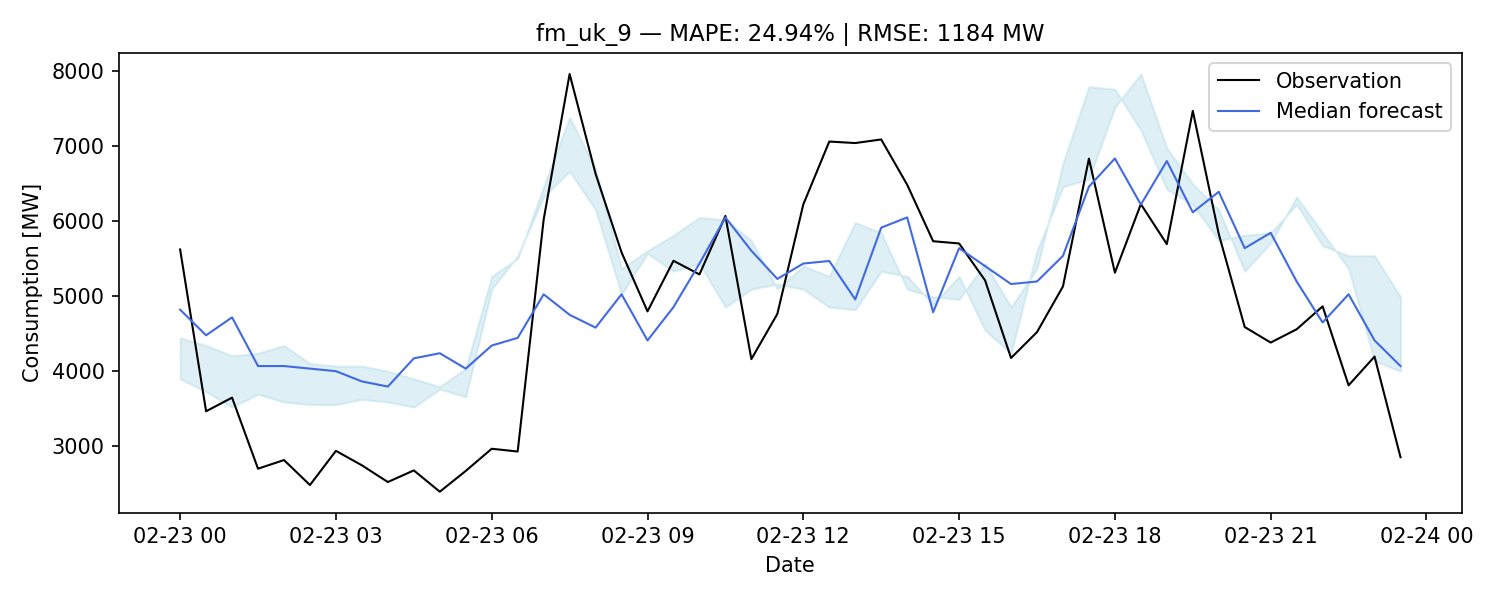 fm_uk_9 — MAPE: 24.94% | RMSE: 1184 MW
Observation
Median forecast
Consumption [MW]
8000
7000
6000
5000
4000
3000
02-23 00 02-23 03 02-23 06 02-23 09 02-23 12 02-23 15 02-23 18 02-23 21 02-24 00
Date